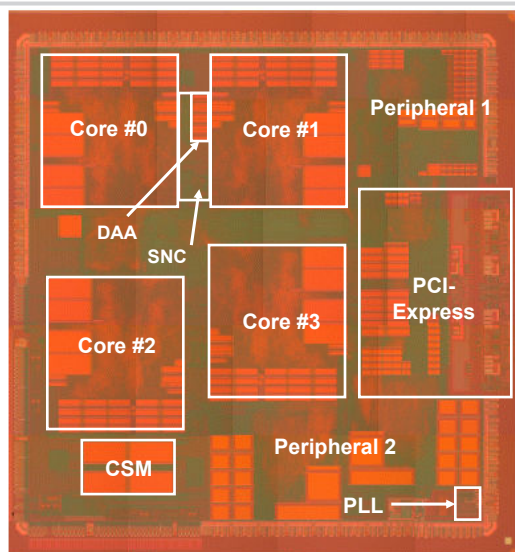 Core #0
Core #1
Peripheral 1
DAA
SNC
PCI-
Express
Core #2
Core #3
CSM
Peripheral 2
PLL